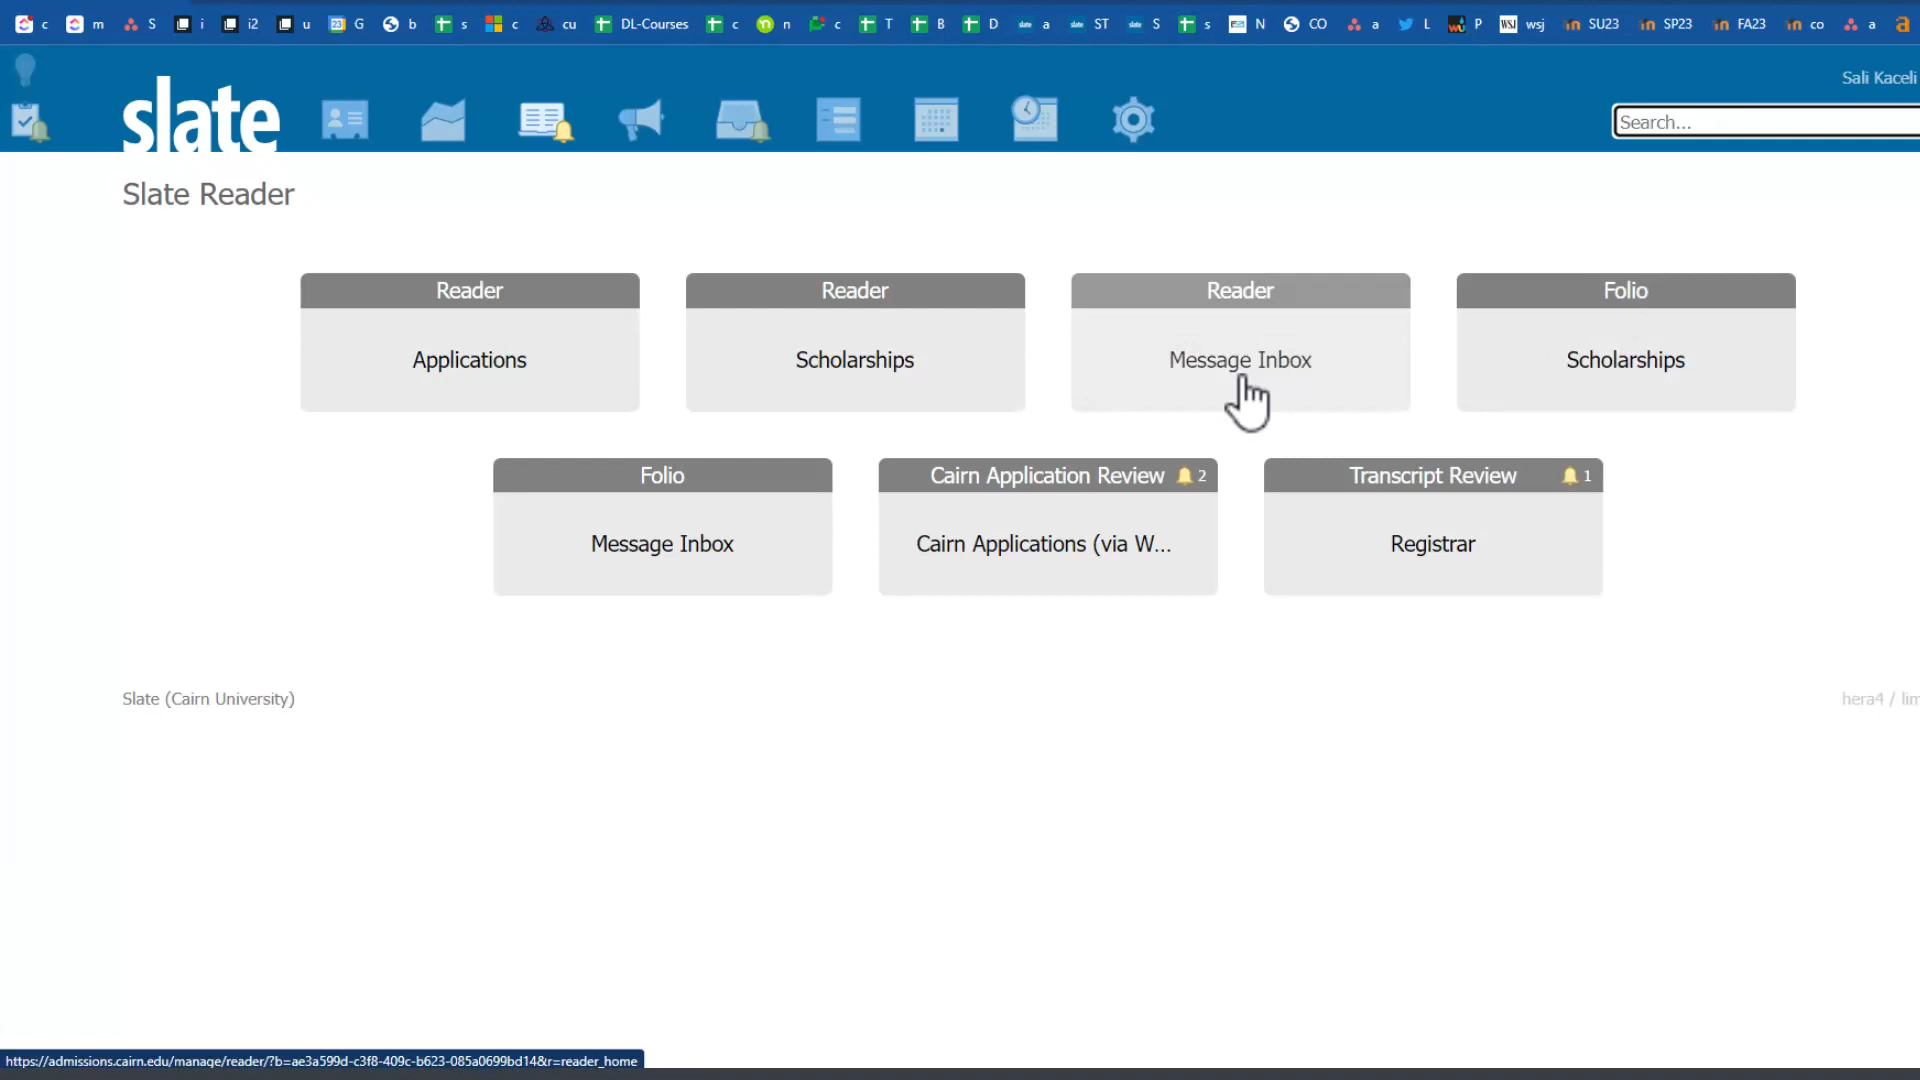 c m S i i2 u G b s c cu DL-Courses c n c T B D a ST S s N CO a L P WSJ wsj SU23 SP23 FA23 co a
Sali Kaceli
slate
Search...
Slate Reader
Reader Reader Reader Folio
Applications Scholarships Message Inbox Scholarships
Folio Cairn Application Review 2 Transcript Review 1
Message Inbox Cairn Applications (via W... Registrar
Slate (Cairn University) hera4 / lim
https://admissions.cairn.edu/manage/reader/?b=ae3a599d-c3f8-409c-b623-085a0699bd14&r=reader_home